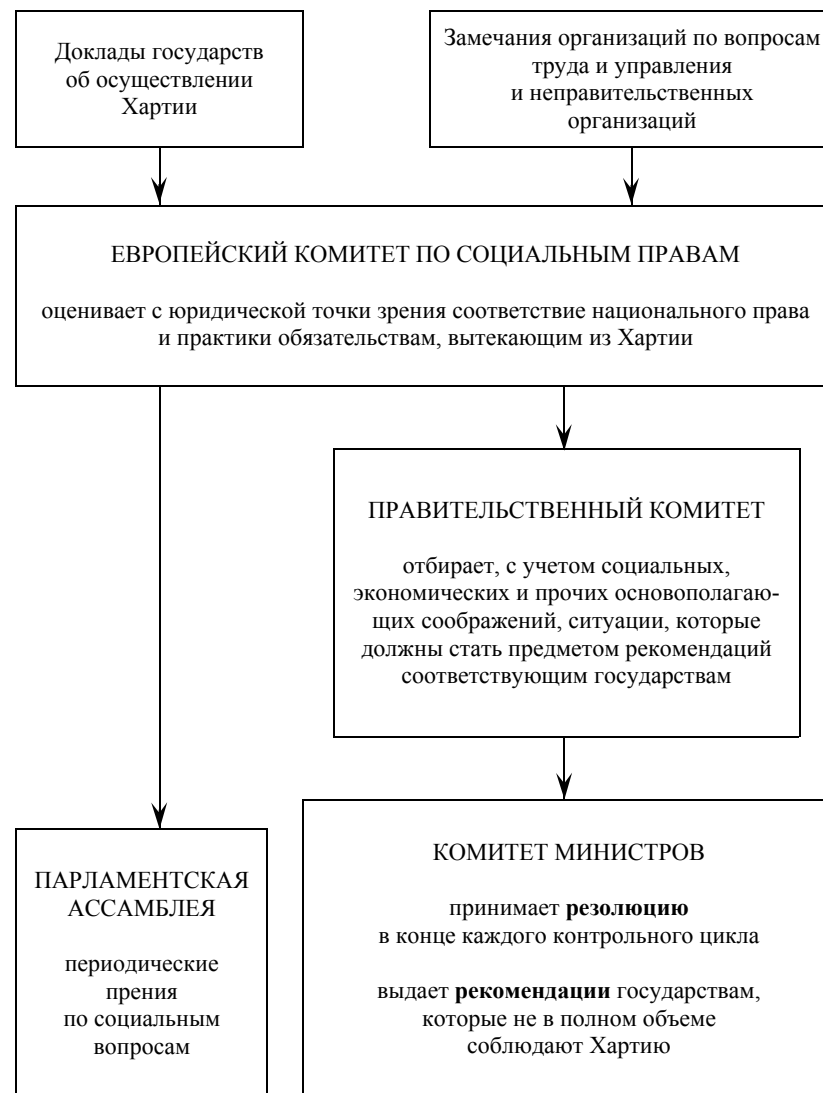 Доклады государств
об осуществлении
Хартии
Замечания организаций по вопросам
труда и управления
и неправительственных
организаций
ЕВРОПЕЙСКИЙ КОМИТЕТ ПО СОЦИАЛЬНЫМ ПРАВАМ
оценивает с юридической точки зрения соответствие национального права
и практики обязательствам, вытекающим из Хартии
ПРАВИТЕЛЬСТВЕННЫЙ КОМИТЕТ
отбирает, с учетом социальных,
экономических и прочих основополагаю-
щих соображений, ситуации, которые
должны стать предметом рекомендаций
соответствующим государствам
ПАРЛАМЕНТСКАЯ
АССАМБЛЕЯ
периодические
прения
по социальным
вопросам
КОМИТЕТ МИНИСТРОВ
принимает резолюцию
в конце каждого контрольного цикла
выдает рекомендации государствам,
которые не в полном объеме
соблюдают Хартию